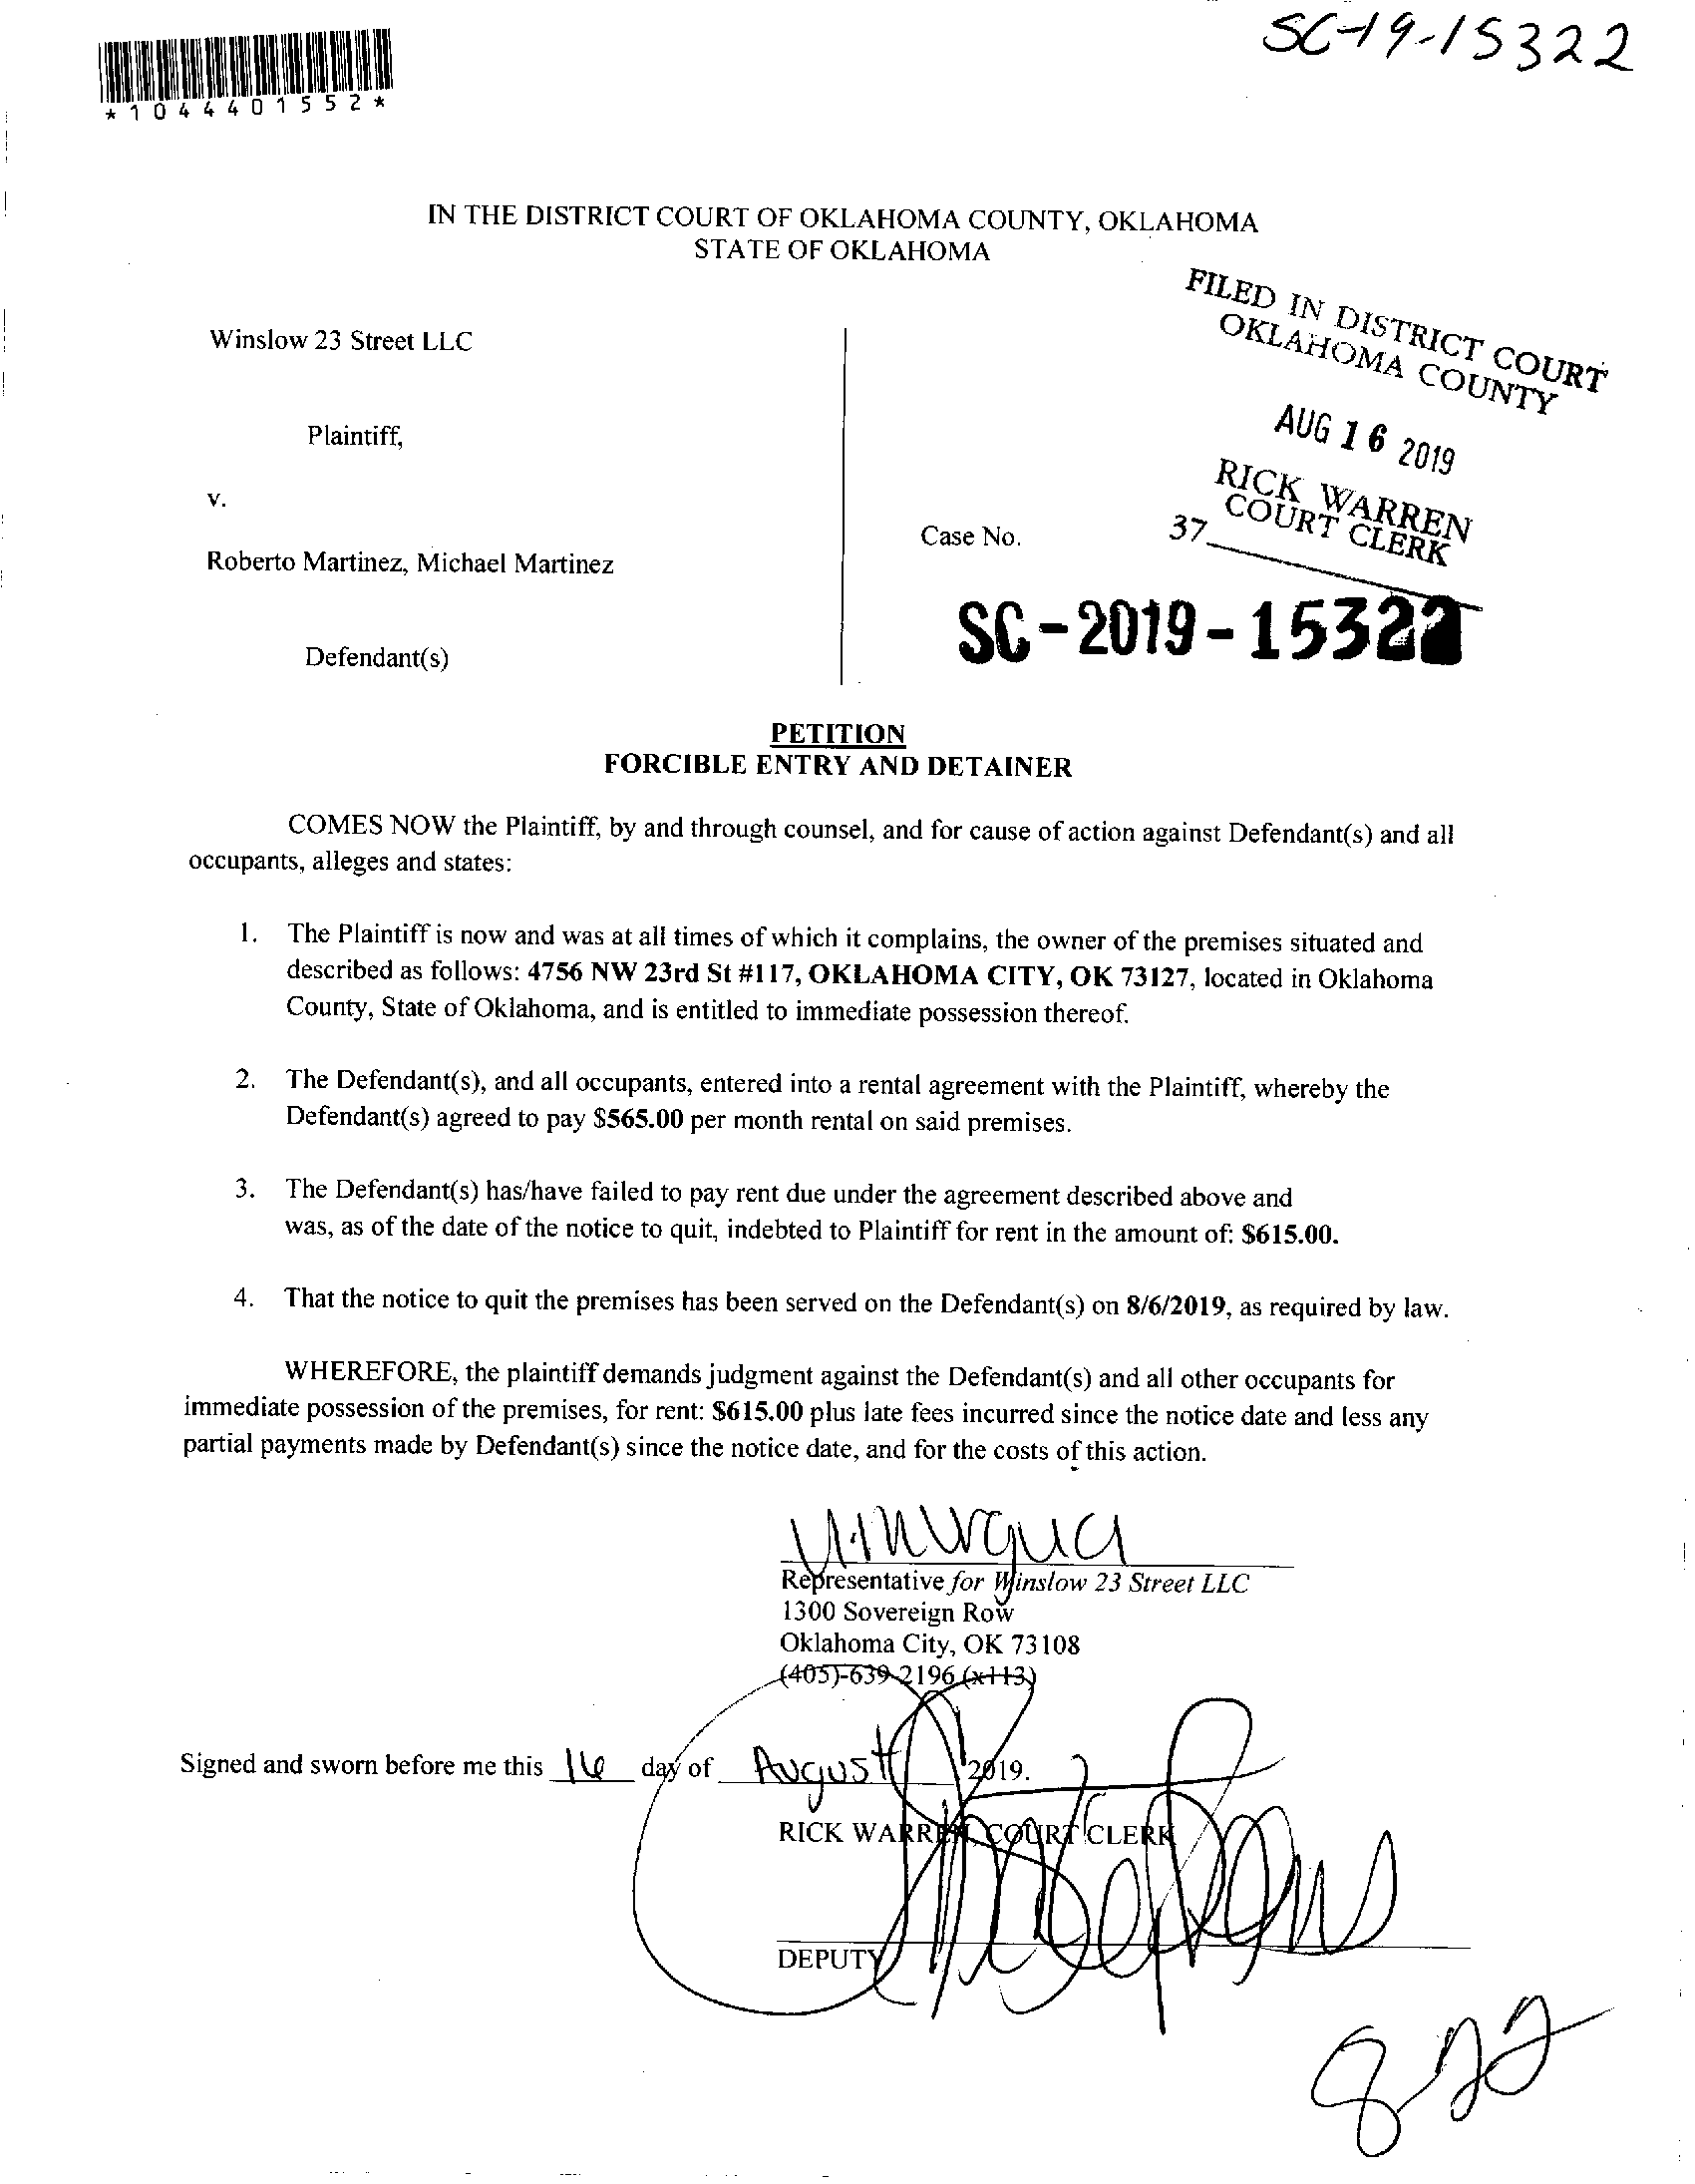 SC-19-15322
*1044401552*
IN THE DISTRICT COURT OF OKLAHOMA COUNTY, OKLAHOMA
STATE OF OKLAHOMA
FILED IN DISTRICT COURT
OKLAHOMA COUNTY
Winslow 23 Street LLC
AUG 16 2019
Plaintiff,
RICK WARREN
COURT CLERK
v.
37
Case No.
Roberto Martinez, Michael Martinez
SC-2019-15322
Defendant(s)
PETITION
FORCIBLE ENTRY AND DETAINER
COMES NOW the Plaintiff, by and through counsel, and for cause of action against Defendant(s) and all
occupants, alleges and states:
1. The Plaintiff is now and was at all times of which it complains, the owner of the premises situated and
described as follows: 4756 NW 23rd St #117, OKLAHOMA CITY, OK 73127, located in Oklahoma
County, State of Oklahoma, and is entitled to immediate possession thereof.
2. The Defendant(s), and all occupants, entered into a rental agreement with the Plaintiff, whereby the
Defendant(s) agreed to pay $565.00 per month rental on said premises.
3. The Defendant(s) has/have failed to pay rent due under the agreement described above and
was, as of the date of the notice to quit, indebted to Plaintiff for rent in the amount of: $615.00.
4. That the notice to quit the premises has been served on the Defendant(s) on 8/6/2019, as required by law.
WHEREFORE, the plaintiff demands judgment against the Defendant(s) and all other occupants for
immediate possession of the premises, for rent: $615.00 plus late fees incurred since the notice date and less any
partial payments made by Defendant(s) since the notice date, and for the costs of this action.
Representative for Winslow 23 Street LLC
1300 Sovereign Row
Oklahoma City, OK 73108
(405)-639-2196 (x113)
Signed and sworn before me this 16 day of August 2019.
RICK WARREN, COURT CLERK
DEPUTY
8-22